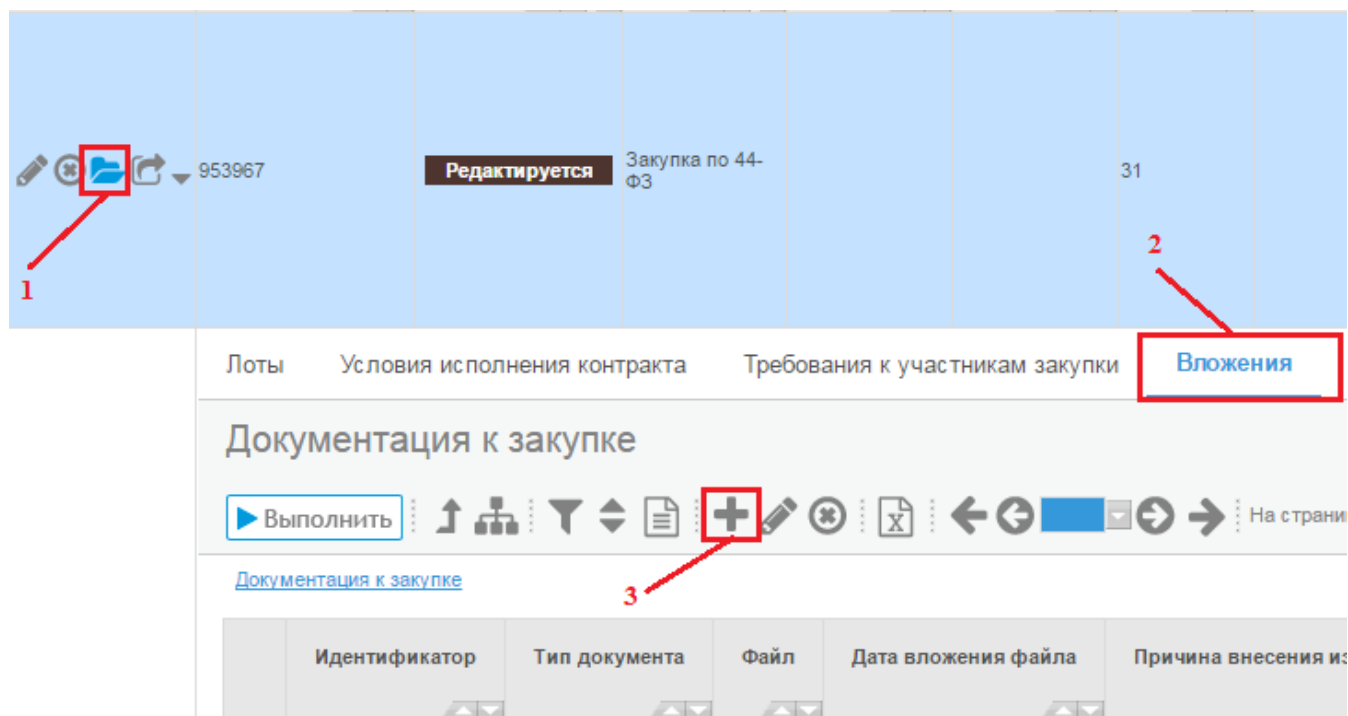 953967
Редактируется
Закупка по 44-
ФЗ
31
1
2
Лоты Условия исполнения контракта Требования к участникам закупки Вложения
Документация к закупке
Выполнить
X
На страни
3
Документация к закупке
Идентификатор Тип документа Файл Дата вложения файла Причина внесения из